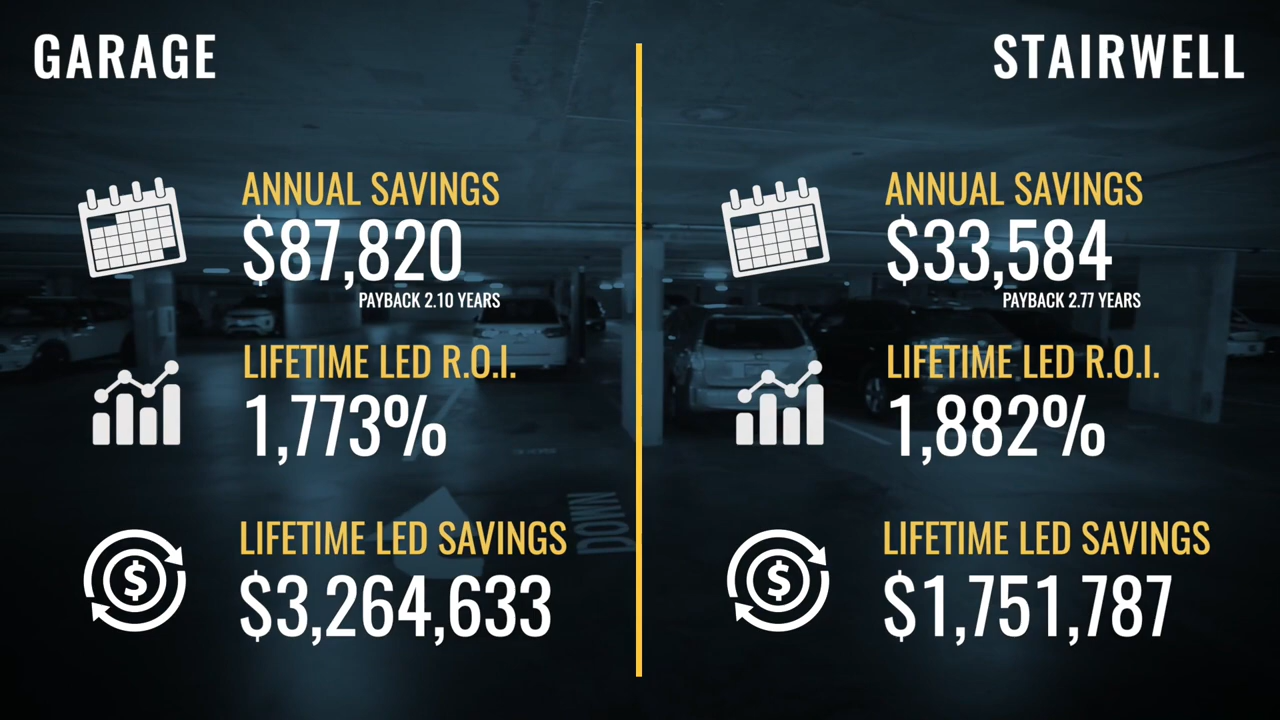 GARAGE
ANNUAL SAVINGS
$87,820
PAYBACK 2.10 YEARS
LIFETIME LED R.O.I.
1,773%
LIFETIME LED SAVINGS
$3,264,633
STAIRWELL
ANNUAL SAVINGS
$33,584
PAYBACK 2.77 YEARS
LIFETIME LED R.O.I.
1,882%
LIFETIME LED SAVINGS
$1,751,787
DOWN